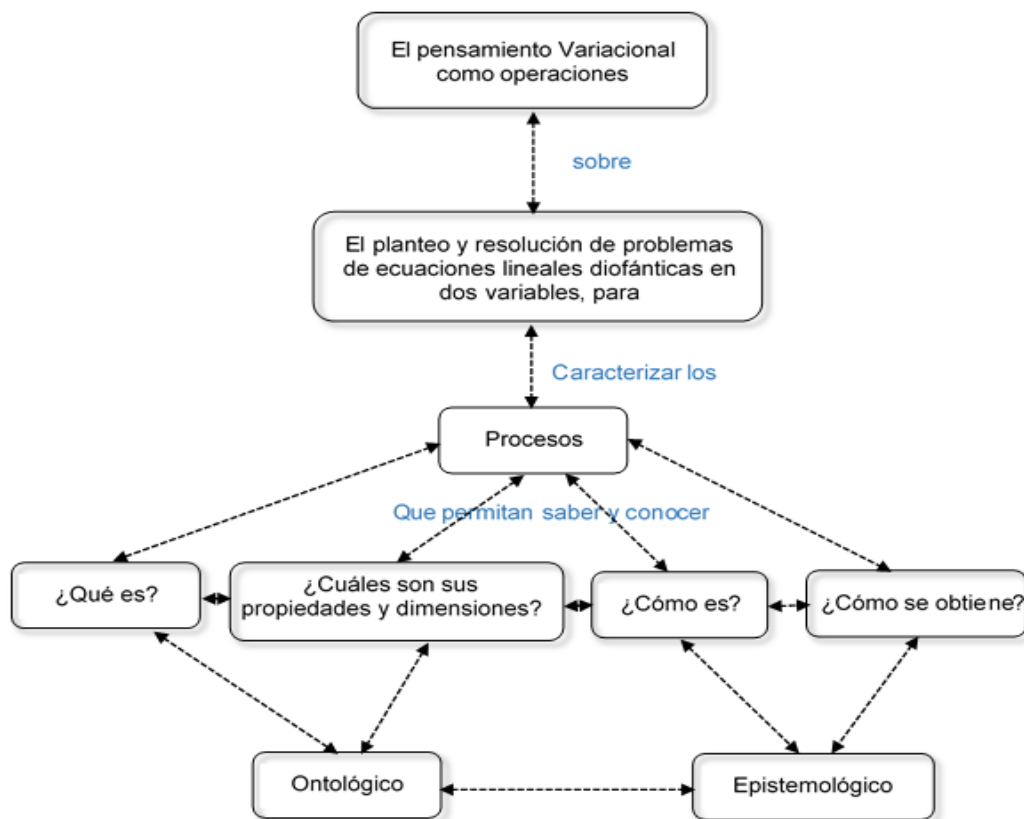 El pensamiento Variacional
como operaciones
sobre
El planteo y resolución de problemas
de ecuaciones lineales diofánticas en
dos variables, para
Caracterizar los
Procesos
Que permitan saber y conocer
¿Qué es?
¿Cuáles son sus
propiedades y dimensiones?
¿Cómo es?
¿Cómo se obtiene?
Ontológico
Epistemológico